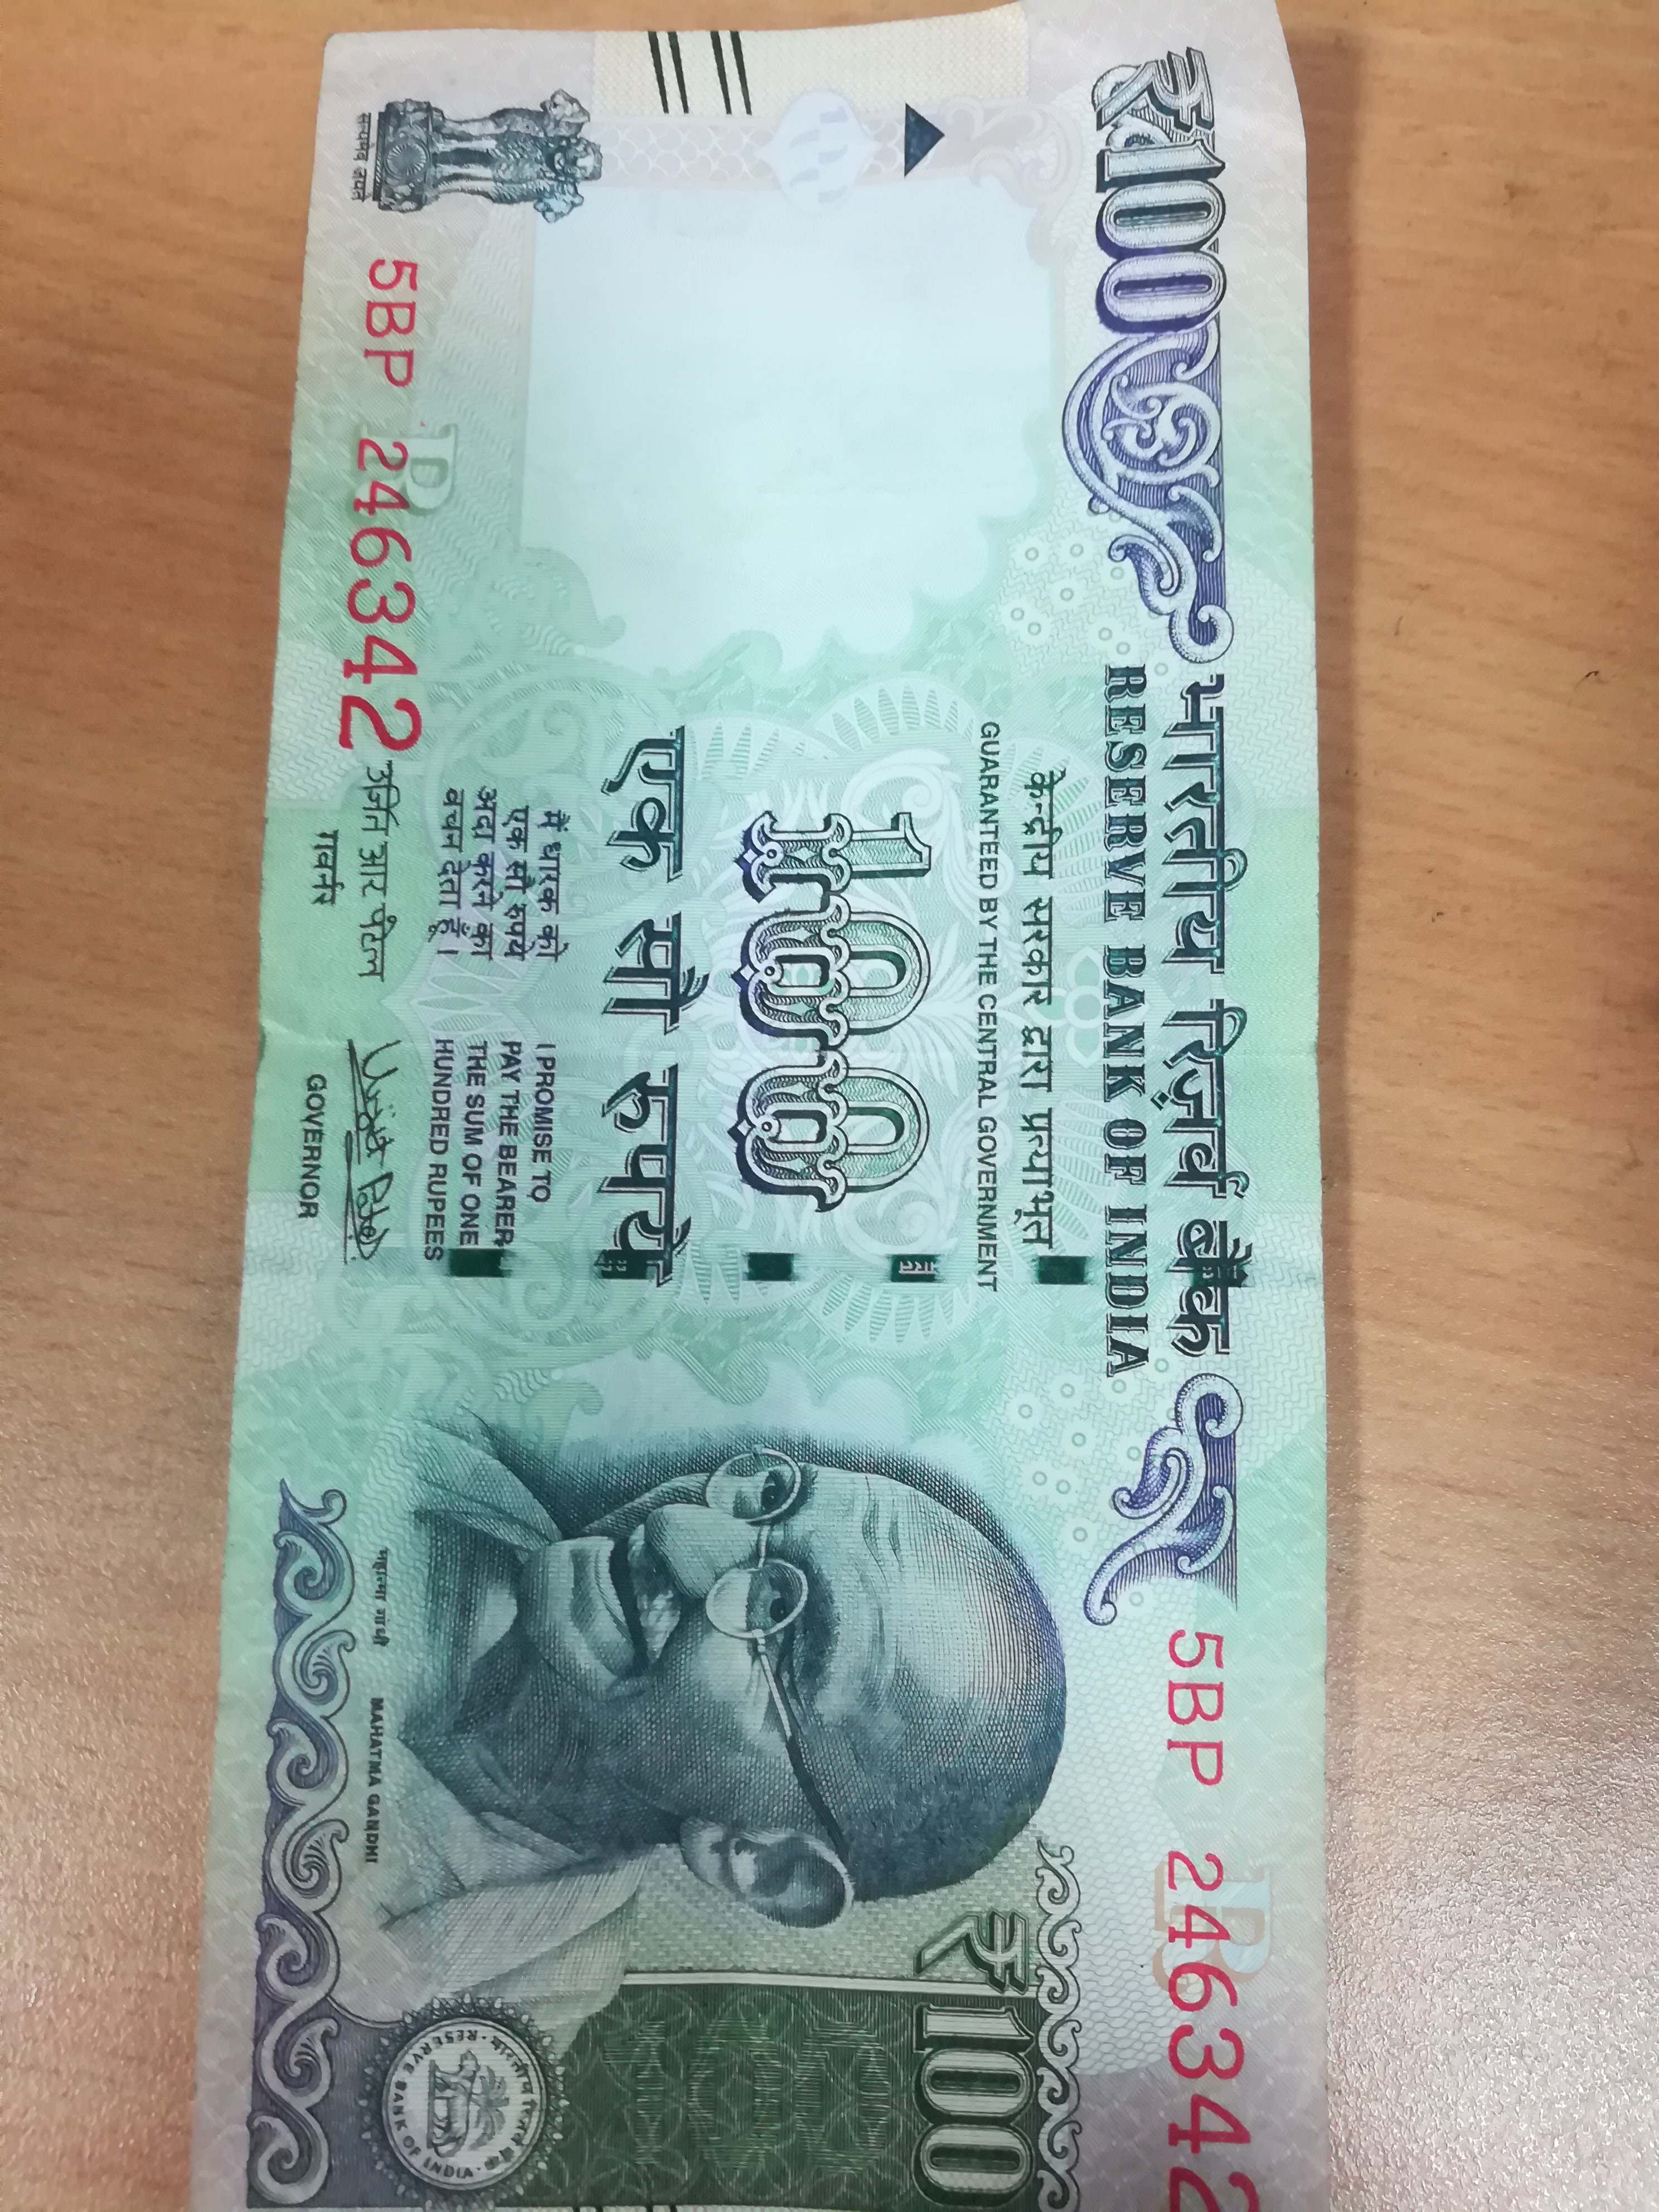 ₹100
भारतीय रिज़र्व बैंक
RESERVE BANK OF INDIA
5BP 246342
केन्द्रीय सरकार द्वारा प्रत्याभूत
GUARANTEED BY THE CENTRAL GOVERNMENT
100
₹100
एक सौ रुपये
मैं धारक को
एक सौ रुपये
अदा करने का
वचन देता हूँ।
I PROMISE TO
PAY THE BEARER
THE SUM OF ONE
HUNDRED RUPEES
सत्यमेव जयते
5BP 246342
उर्जित आर पटेल
गवर्नर
Urjit Patel
GOVERNOR
महात्मा गांधी
MAHATMA GANDHI
भारतीय रिज़र्व बैंक
RESERVE BANK OF INDIA